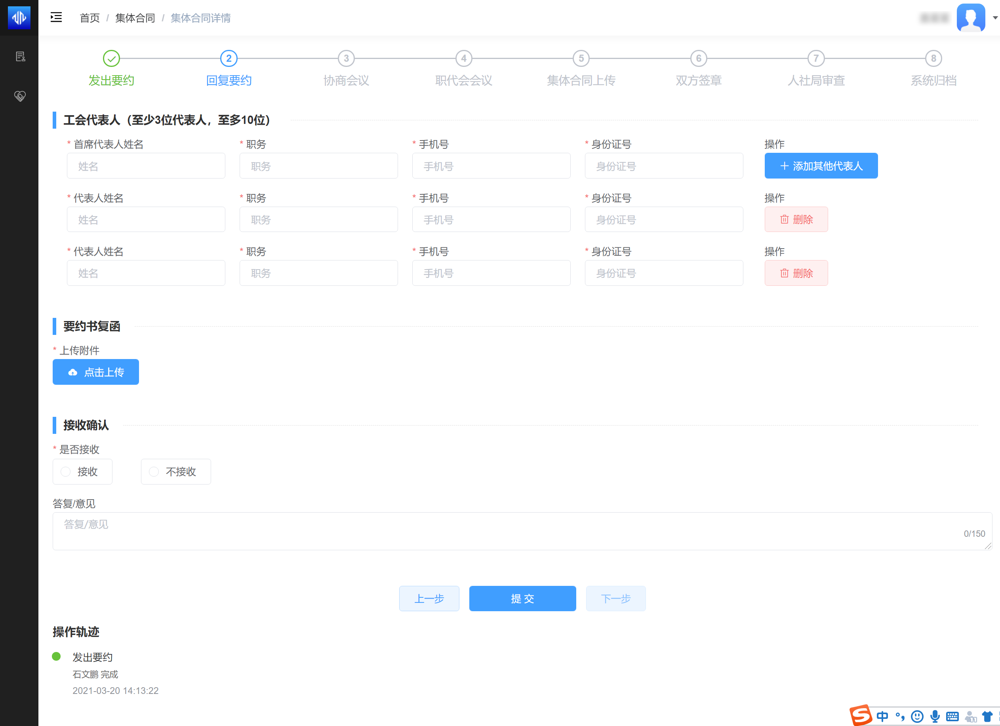 首页 / 集体合同 / 集体合同详情
2 3 4 5 6 7 8
发出要约 回复要约 协商会议 职代会会议 集体合同上传 双方签章 人社局审查 系统归档
工会代表人（至少3位代表人，至多10位）
* 首席代表人姓名 * 职务 * 手机号 * 身份证号 操作
姓名 职务 手机号 身份证号 添加其他代表人
* 代表人姓名 * 职务 * 手机号 * 身份证号 操作
姓名 职务 手机号 身份证号 删除
* 代表人姓名 * 职务 * 手机号 * 身份证号 操作
姓名 职务 手机号 身份证号 删除
要约书复函
* 上传附件
点击上传
接收确认
* 是否接收
接收 不接收
答复/意见
答复/意见
0/150
上一步 提 交 下一步
操作轨迹
发出要约
石文鹏 完成
2021-03-20 14:13:22
中